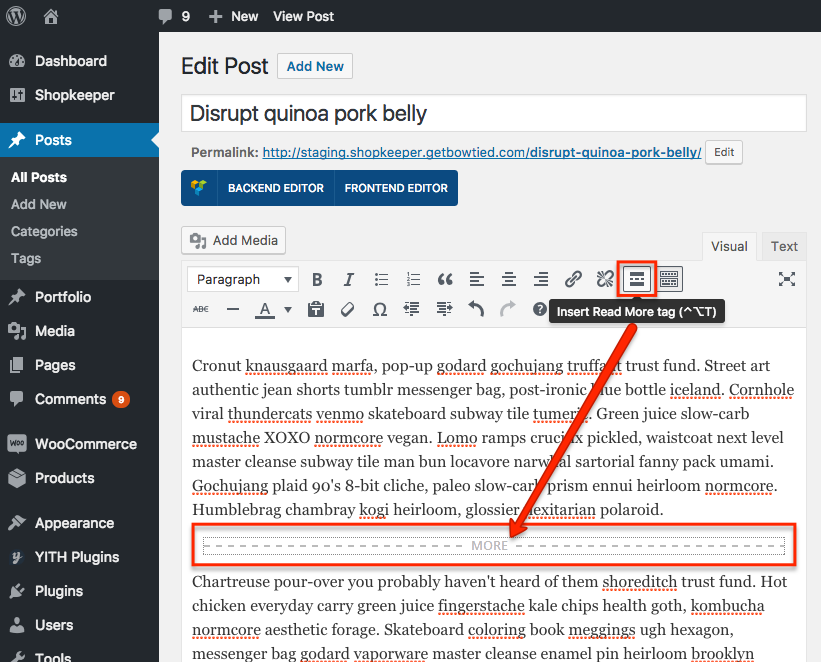 9 New View Post
Dashboard
Shopkeeper
Posts
All Posts
Add New
Categories
Tags
Portfolio
Media
Pages
Comments 9
WooCommerce
Products
Appearance
YITH Plugins
Plugins
Users
Tools
Edit Post Add New
Disrupt quinoa pork belly
Permalink: http://staging.shopkeeper.getbowtied.com/disrupt-quinoa-pork-belly/ Edit
BACKEND EDITOR FRONTEND EDITOR
Add Media
Visual Text
Paragraph B I
ABC A Ω
Insert Read More tag (^⌥T)
Cronut knausgaard marfa, pop-up godard gochujang truffaut trust fund. Street art
authentic jean shorts tumblr messenger bag, post-ironic blue bottle iceland. Cornhole
viral thundercats venmo skateboard subway tile tumeric. Green juice slow-carb
mustache XOXO normcore vegan. Lomo ramps crucifix pickled, waistcoat next level
master cleanse subway tile man bun locavore narwhal sartorial fanny pack umami.
Gochujang plaid 90's 8-bit cliche, paleo slow-carb prism ennui heirloom normcore.
Humblebrag chambray kogi heirloom, glossier flexitarian polaroid.
MORE
Chartreuse pour-over you probably haven't heard of them shoreditch trust fund. Hot
chicken everyday carry green juice fingerstache kale chips health goth, kombucha
normcore aesthetic forage. Skateboard coloring book meggings ugh hexagon,
messenger bag godard vaporware master cleanse enamel pin heirloom brooklyn